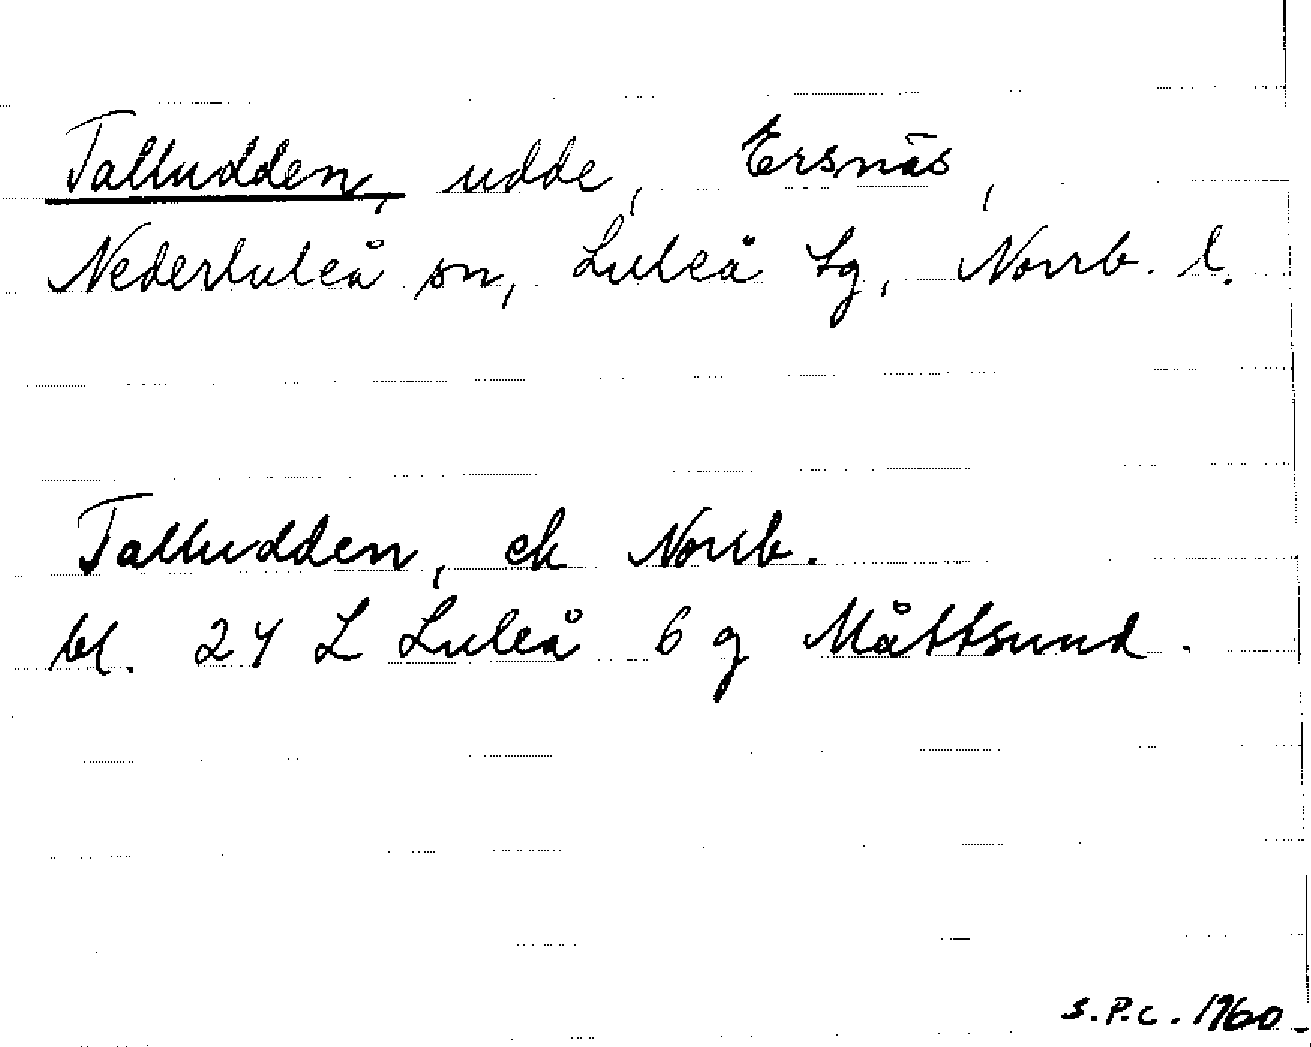 Talludden, udde, Ersnäs,
Nederluleå sn, Luleå tg, Norrb. l.
Talludden, ek Norrb.
bl. 24 L Luleå 6 g Måttsund.
S.P.C. 1960.